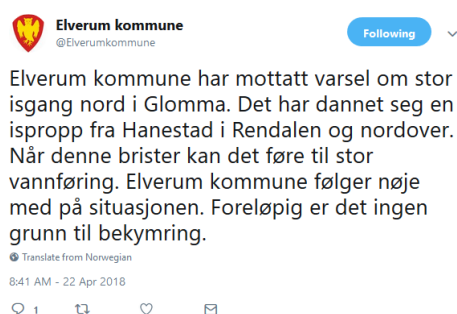 Elverum kommune
@Elverumkommune
Following
Elverum kommune har mottatt varsel om stor
isgang nord i Glomma. Det har dannet seg en
ispropp fra Hanestad i Rendalen og nordover.
Når denne brister kan det føre til stor
vannføring. Elverum kommune følger nøje
med på situasjonen. Foreløpig er det ingen
grunn til bekymring.
Translate from Norwegian
8:41 AM - 22 Apr 2018
1